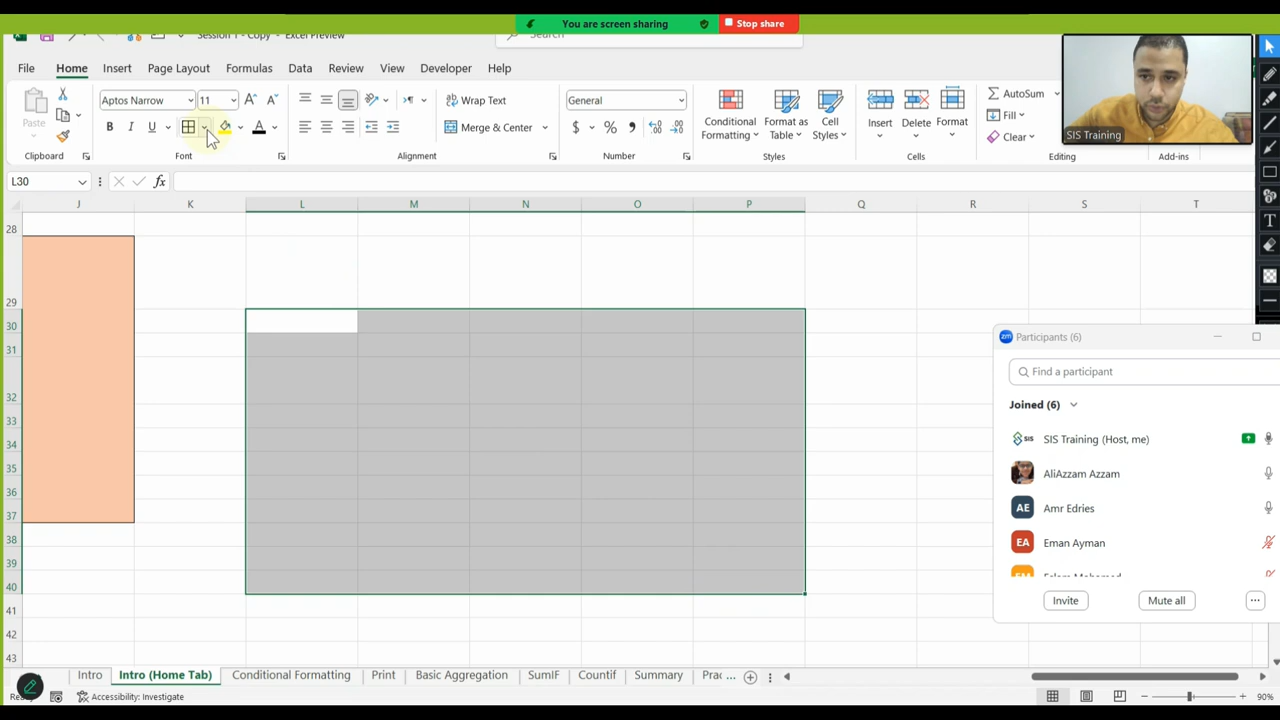 You are screen sharing
Stop share
Session 1 - Copy - Excel Preview
Search
File Home Insert Page Layout Formulas Data Review View Developer Help
Paste
Clipboard
Aptos Narrow 11
B I U A
Font
Wrap Text
Merge & Center
Alignment
General
$ % ,
Number
Conditional Formatting
Format as Table
Cell Styles
Styles
Insert
Delete
Format
Cells
AutoSum
Fill
Clear
Editing
Add-ins
SIS Training
L30
fx
J K L M N O P Q R S T
28
29
30
31
32
33
34
35
36
37
38
39
40
41
42
43
Participants (6)
Find a participant
Joined (6)
SIS SIS Training (Host, me)
AliAzzam Azzam
AE Amr Edries
EA Eman Ayman
Invite
Mute all
...
Intro Intro (Home Tab) Conditional Formatting Print Basic Aggregation SumIF Countif Summary Prac ...
Accessibility: Investigate
90%